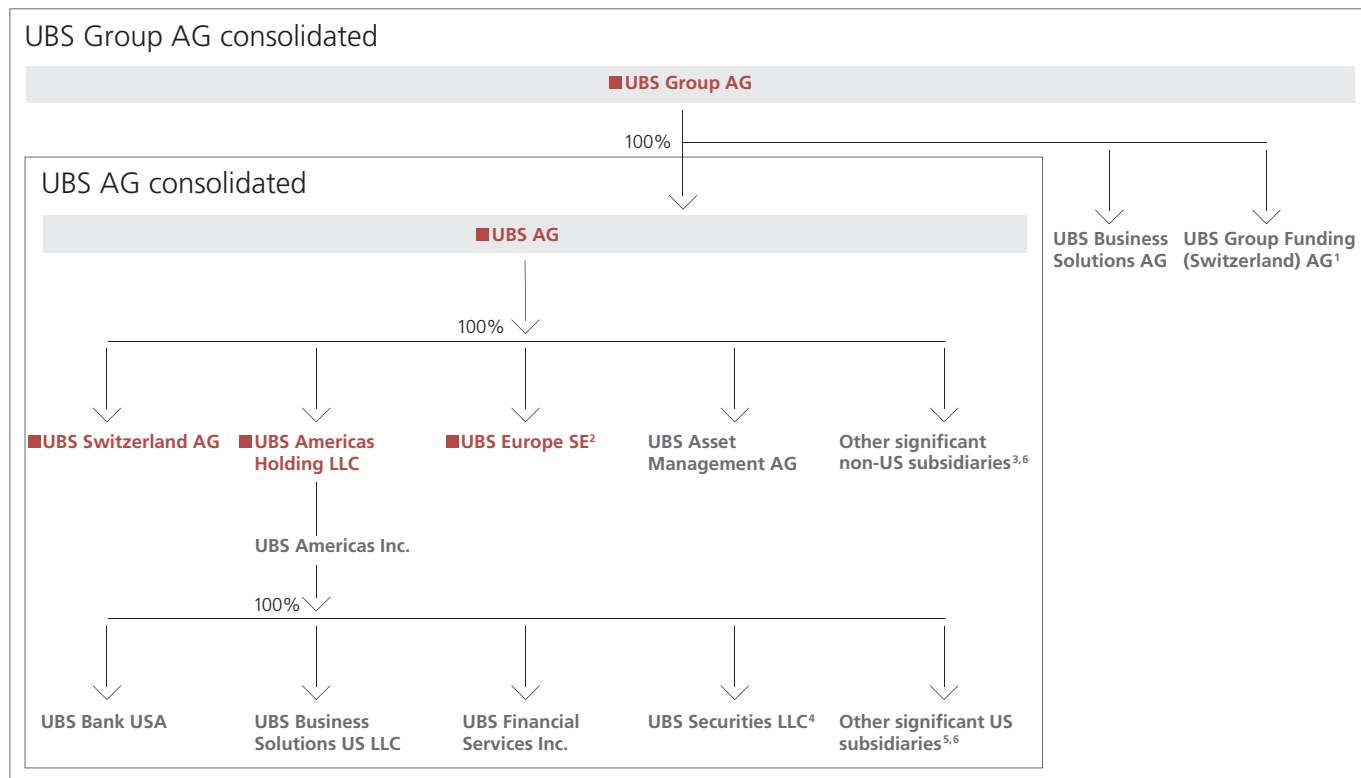 UBS Group AG consolidated
UBS Group AG
100%
UBS AG consolidated
UBS AG
UBS Business
Solutions AG
UBS Group Funding
(Switzerland) AG¹
100%
UBS Switzerland AG
UBS Americas
Holding LLC
UBS Europe SE²
UBS Asset
Management AG
Other significant
non-US subsidiaries³,⁶
UBS Americas Inc.
100%
UBS Bank USA
UBS Business
Solutions US LLC
UBS Financial
Services Inc.
UBS Securities LLC⁴
Other significant US
subsidiaries⁵,⁶